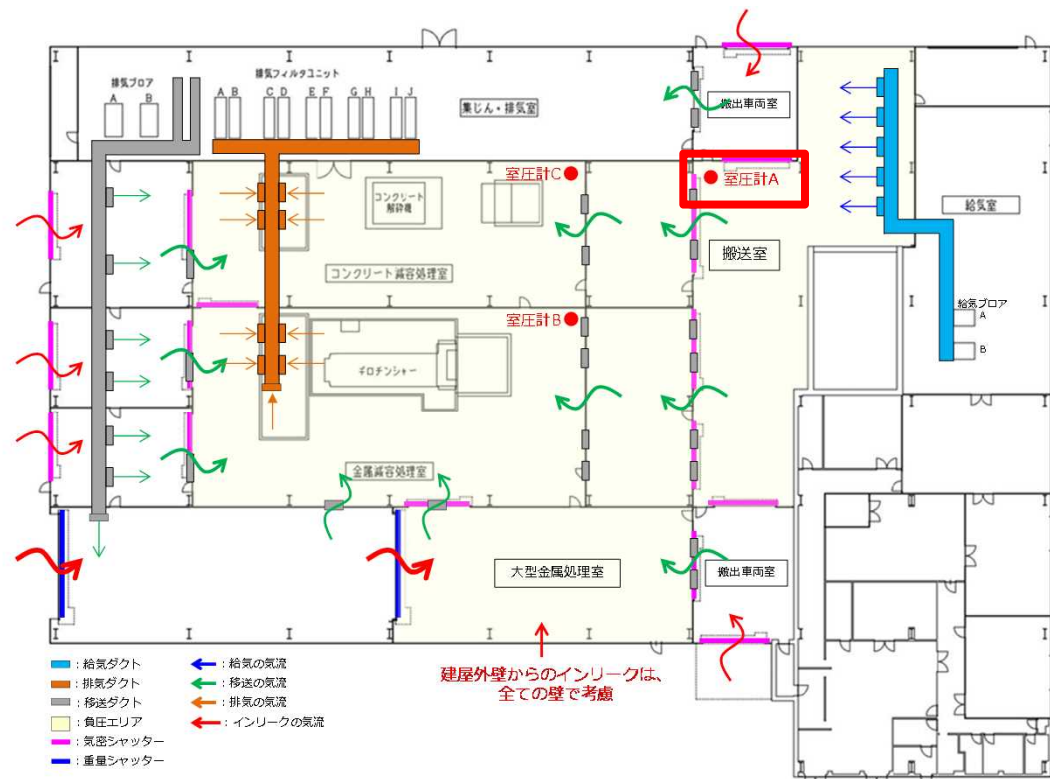 排気ブロア
A B
排気フィルタユニット
A B C D E F G H I J
集じん・排気室
搬出車両室
室圧計C
室圧計A
コンクリート
解砕機
給気室
搬送室
コンクリート減容処理室
給気ブロア
A
B
室圧計B
ギロチンシャー
金属減容処理室
大型金属処理室
搬出車両室
建屋外壁からのインリークは、
全ての壁で考慮
：給気ダクト
：排気ダクト
：移送ダクト
：負圧エリア
：気密シャッター
：重量シャッター
：給気の気流
：移送の気流
：排気の気流
：インリークの気流